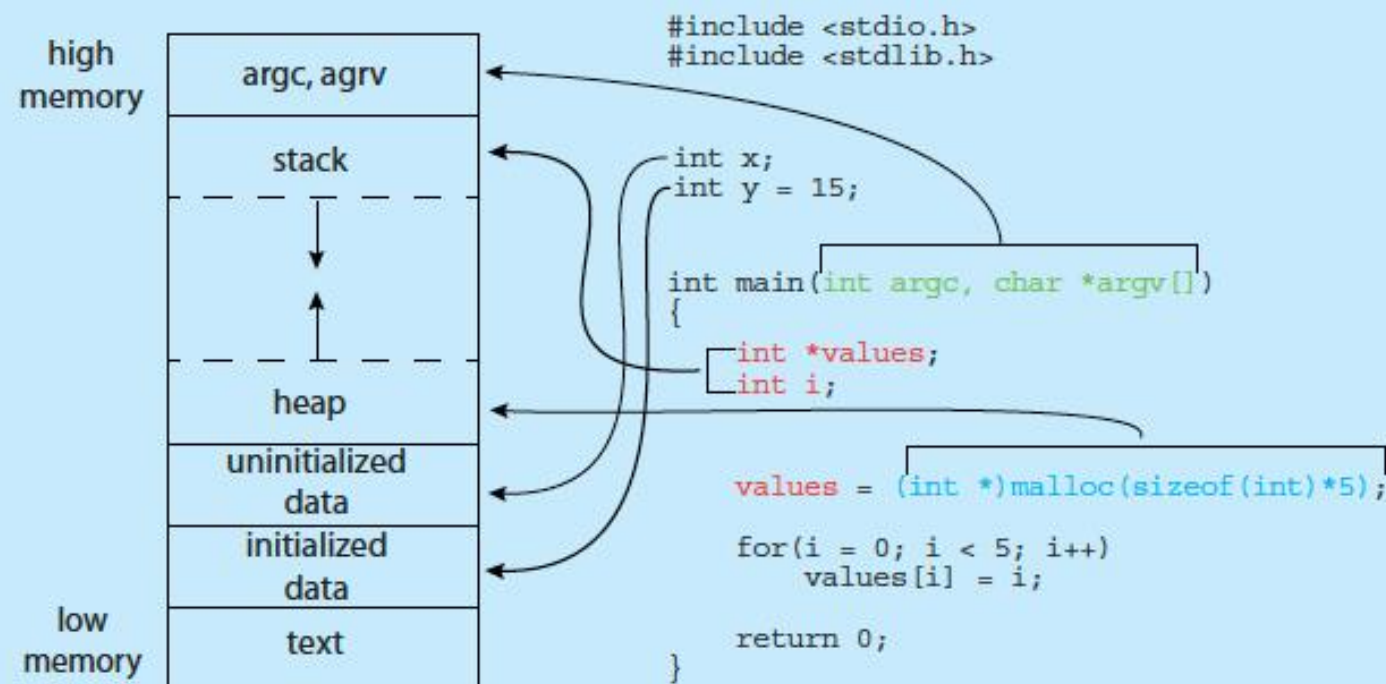 high
memory
argc, agrv
stack
heap
uninitialized
data
initialized
data
low
memory
text
#include <stdio.h>
#include <stdlib.h>
int x;
int y = 15;
int main(int argc, char *argv[])
{
int *values;
int i;
values = (int *)malloc(sizeof(int)*5);
for(i = 0; i < 5; i++)
values[i] = i;
return 0;
}